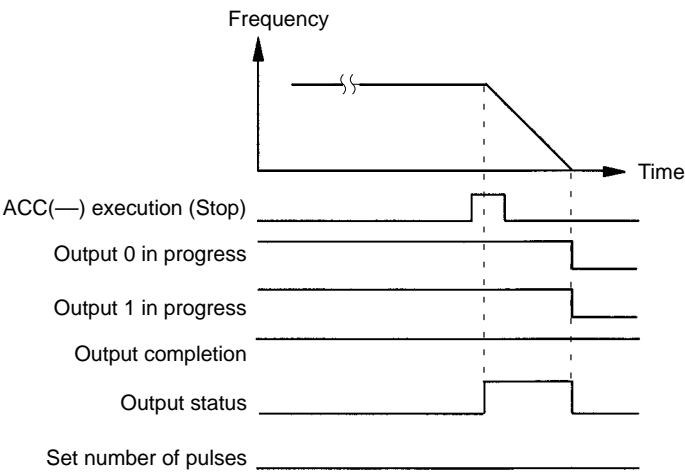 Frequency
Time
ACC(—) execution (Stop)
Output 0 in progress
Output 1 in progress
Output completion
Output status
Set number of pulses